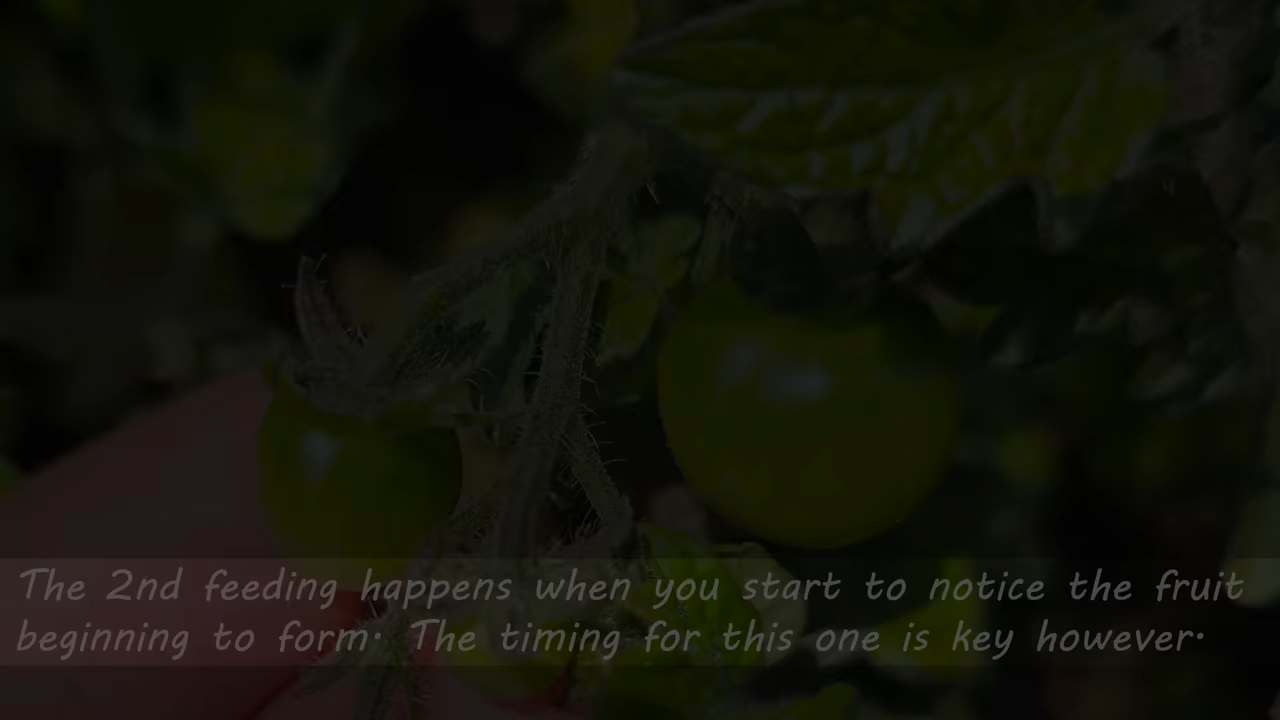 The 2nd feeding happens when you start to notice the fruit
beginning to form. The timing for this one is key however.